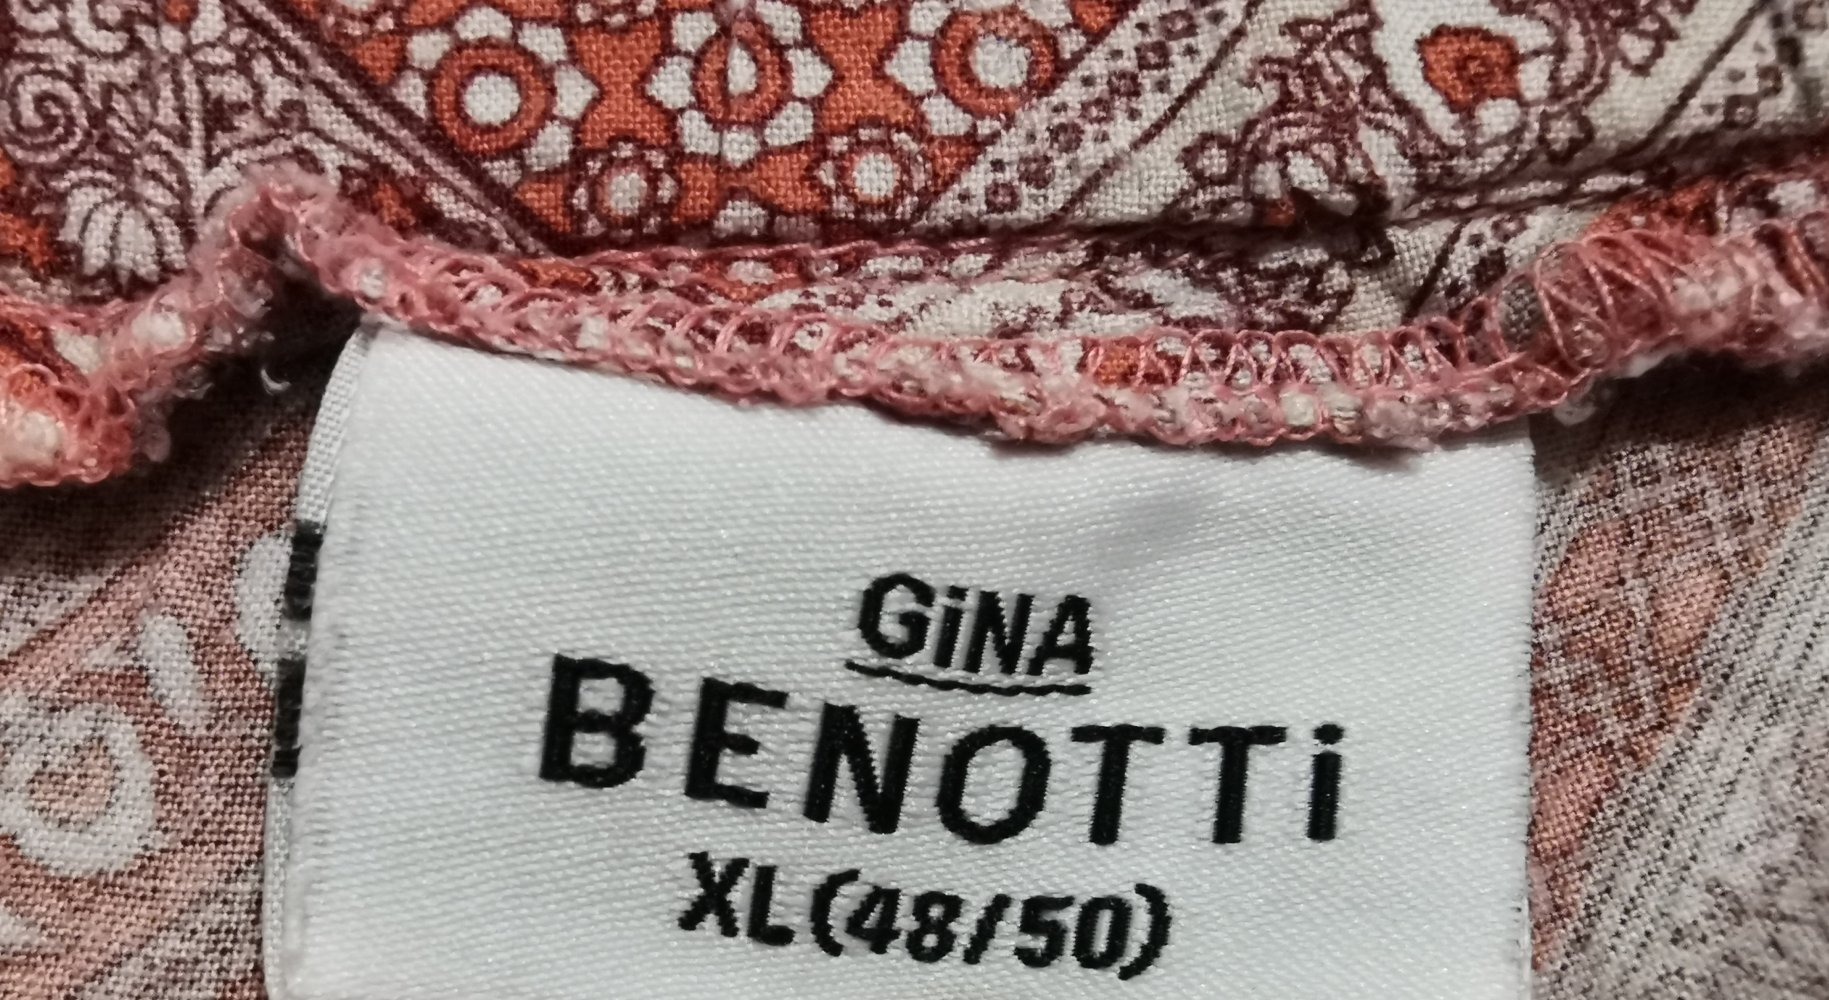 GiNA
BENOTTi
XL(48/50)